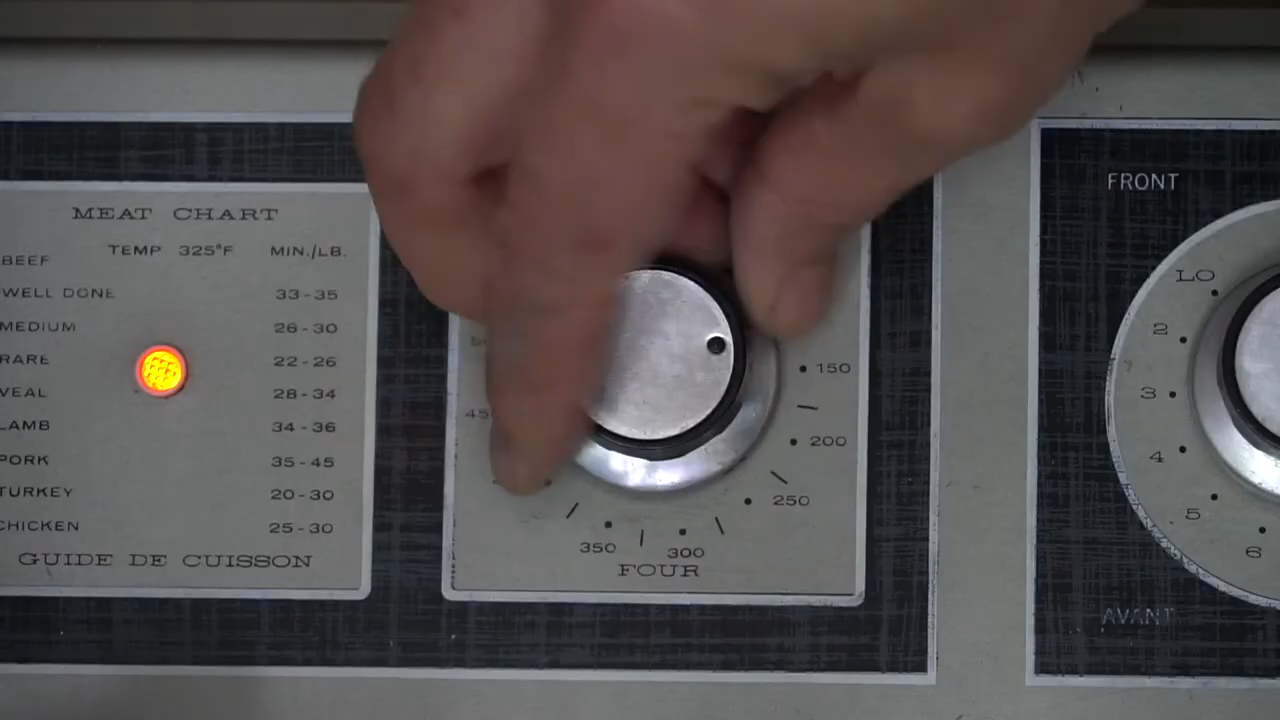 MEAT CHART
TEMP 325°F MIN./LB.
BEEF
WELL DONE 33-35
MEDIUM 26-30
RARE 22-26
VEAL 28-34
LAMB 34-36
PORK 35-45
TURKEY 20-30
CHICKEN 25-30
GUIDE DE CUISSON
150
200
250
300
350
FOUR
FRONT
LO
2
3
4
5
6
AVANT